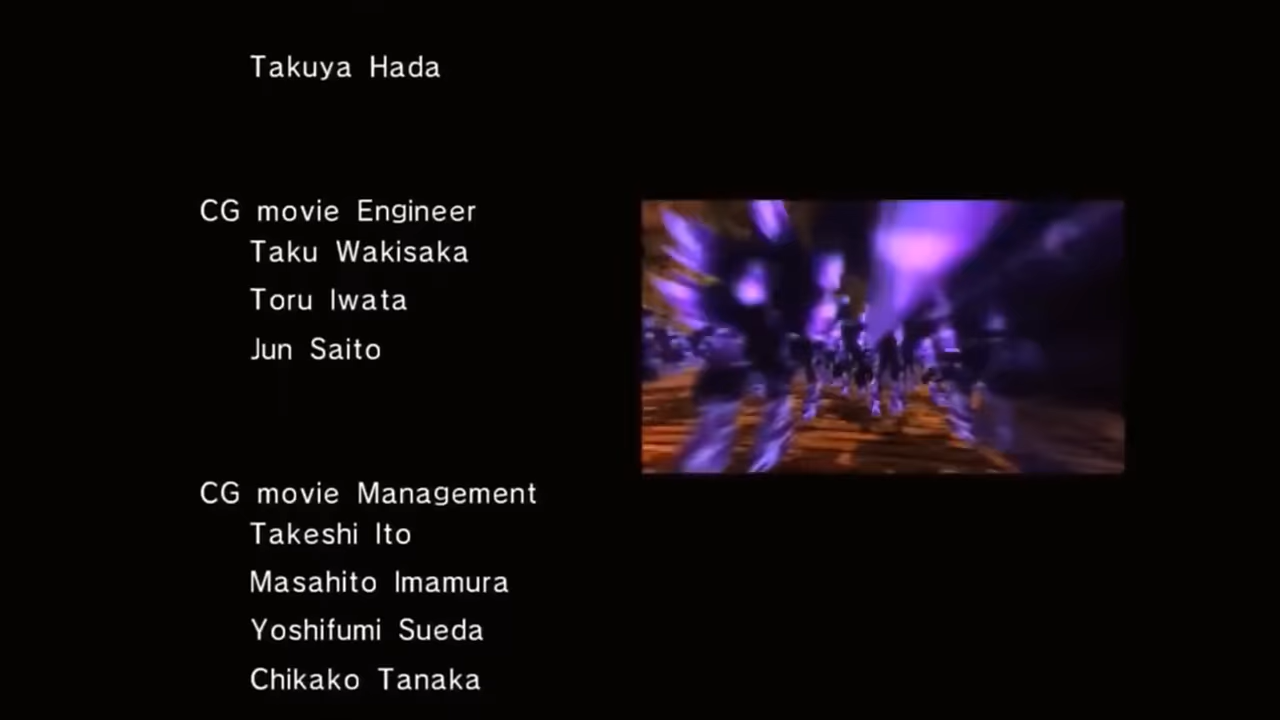 Takuya Hada
CG movie Engineer
Taku Wakisaka
Toru Iwata
Jun Saito
CG movie Management
Takeshi Ito
Masahito Imamura
Yoshifumi Sueda
Chikako Tanaka